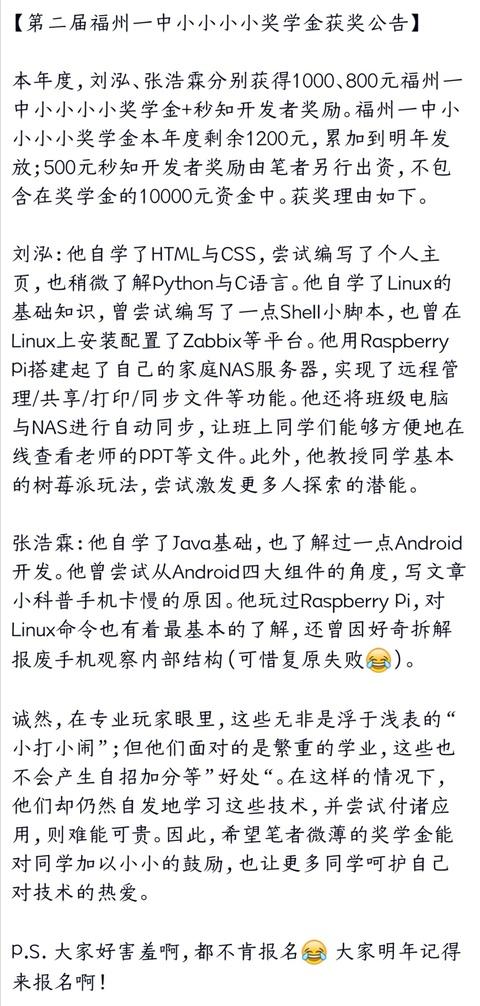 【第二届福州一中小小小小奖学金获奖公告】
本年度，刘泓、张浩霖分别获得1000、800元福州一
中小小小小奖学金+秒知开发者奖励。福州一中小
小小小奖学金本年度剩余1200元，累加到明年发
放；500元秒知开发者奖励由笔者另行出资，不包
含在奖学金的10000元资金中。获奖理由如下。
刘泓：他自学了HTML与CSS，尝试编写了个人主
页，也稍微了解Python与C语言。他自学了Linux的
基础知识，曾尝试编写了一点Shell小脚本，也曾在
Linux上安装配置了Zabbix等平台。他用Raspberry
Pi搭建起了自己的家庭NAS服务器，实现了远程管
理/共享/打印/同步文件等功能。他还将班级电脑
与NAS进行自动同步，让班上同学们能够方便地在
线查看老师的PPT等文件。此外，他教授同学基本
的树莓派玩法，尝试激发更多人探索的潜能。
张浩霖：他自学了Java基础，也了解过一点Android
开发。他曾尝试从Android四大组件的角度，写文章
小科普手机卡慢的原因。他玩过Raspberry Pi，对
Linux命令也有着最基本的了解，还曾因好奇拆解
报废手机观察内部结构（可惜复原失败😂）。
诚然，在专业玩家眼里，这些无非是浮于浅表的“
小打小闹”；但他们面对的是繁重的学业，这些也
不会产生自招加分等”好处“。在这样的情况下，
他们却仍然自发地学习这些技术，并尝试付诸应
用，则难能可贵。因此，希望笔者微薄的奖学金能
对同学加以小小的鼓励，也让更多同学呵护自己
对技术的热爱。
P.S. 大家好害羞啊，都不肯报名😂 大家明年记得
来报名啊！